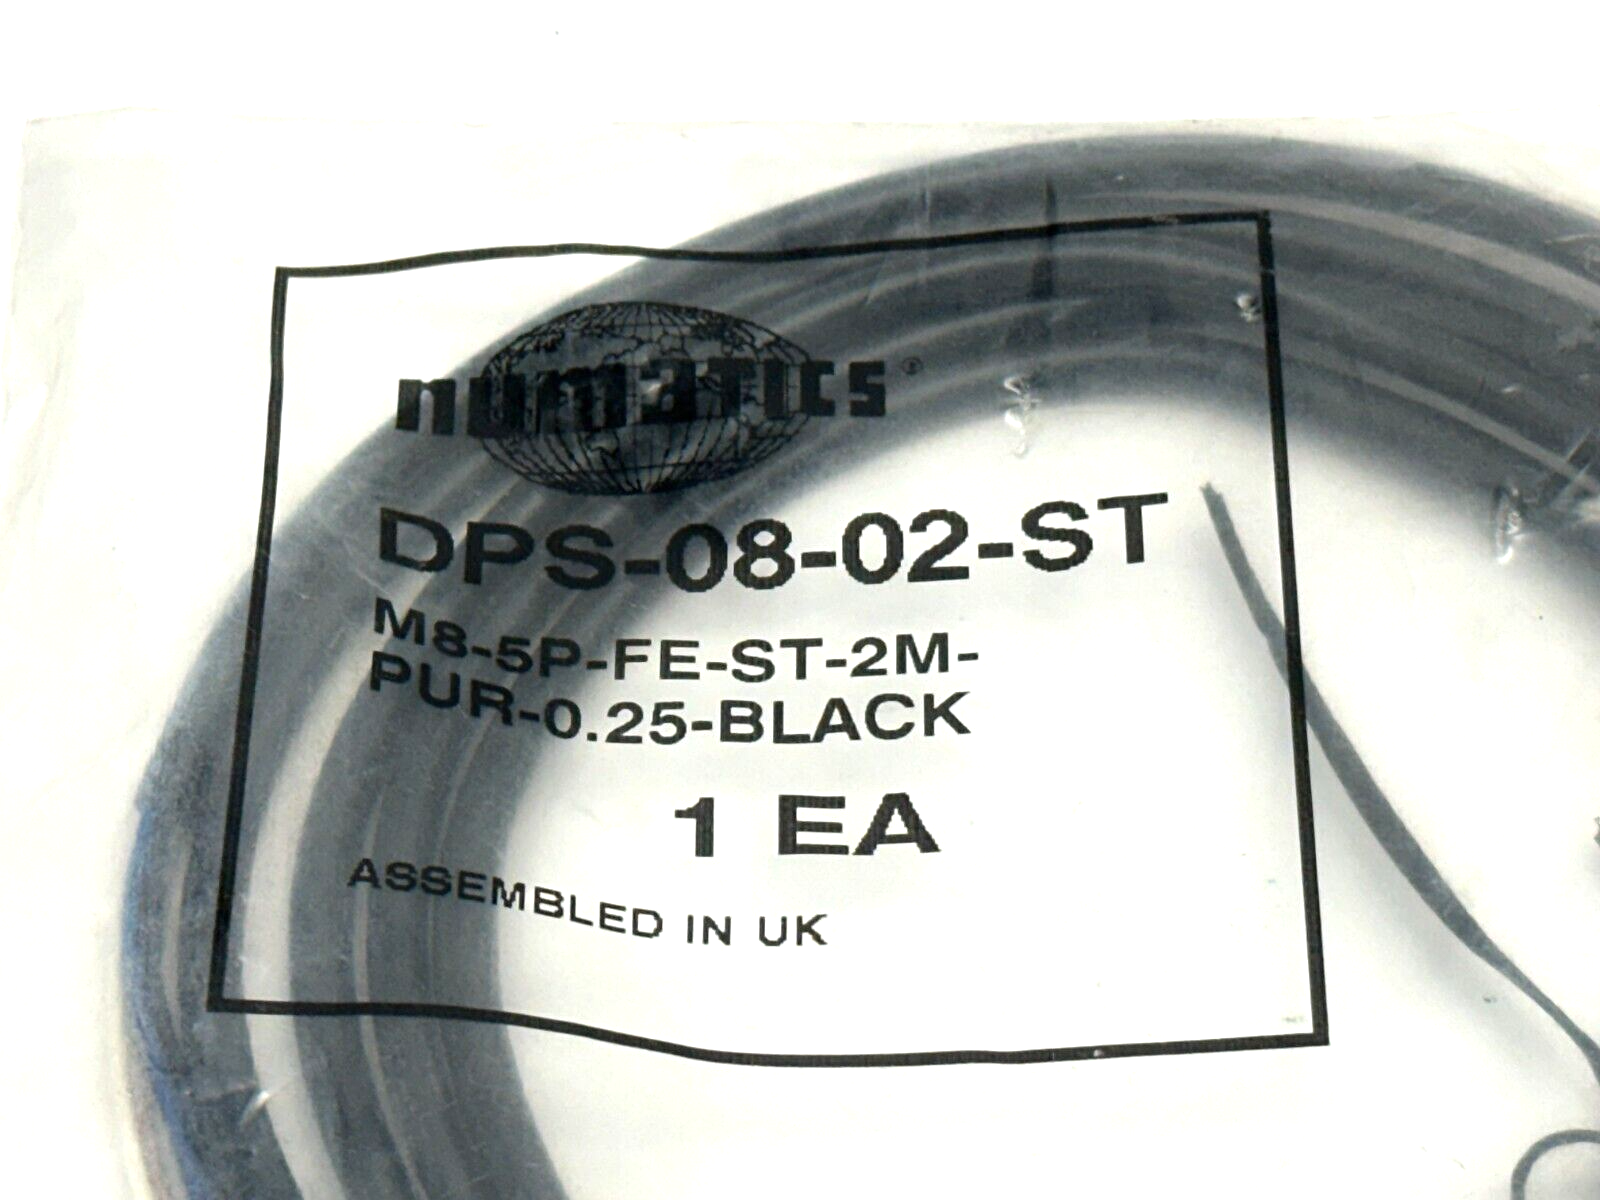 numatics®
DPS-08-02-ST
M8-5P-FE-ST-2M-
PUR-0.25-BLACK
1 EA
ASSEMBLED IN UK